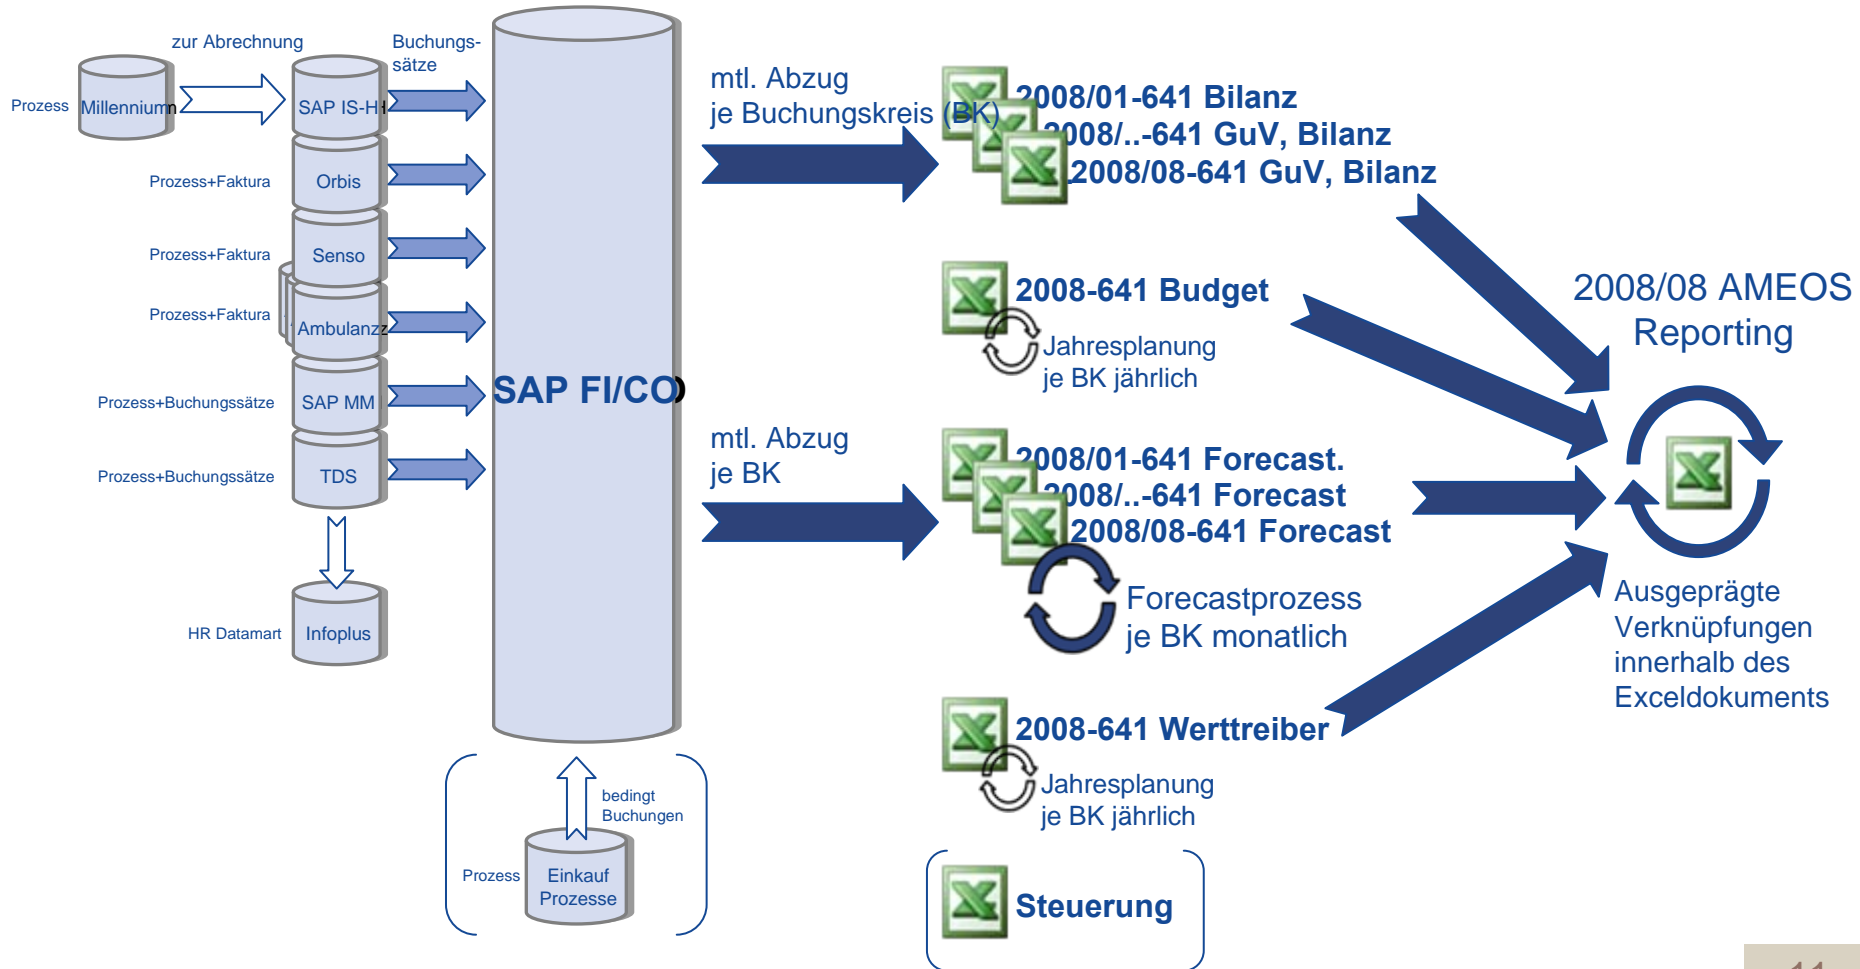 zur Abrechnung
Buchungs-
sätze
Prozess
Millennium
SAP IS-H
Prozess+Faktura
Orbis
Prozess+Faktura
Senso
Prozess+Faktura
Ambulanz
Prozess+Buchungssätze
SAP MM
Prozess+Buchungssätze
TDS
HR Datamart
Infoplus
SAP FI/CO
bedingt
Buchungen
Prozess
Einkauf
Prozesse
mtl. Abzug
je Buchungskreis (BK)
mtl. Abzug
je BK
2008/01-641 Bilanz
2008/..-641 GuV, Bilanz
2008/08-641 GuV, Bilanz
2008-641 Budget
Jahresplanung
je BK jährlich
2008/01-641 Forecast.
2008/..-641 Forecast
2008/08-641 Forecast
Forecastprozess
je BK monatlich
2008-641 Werttreiber
Jahresplanung
je BK jährlich
Steuerung
2008/08 AMEOS
Reporting
Ausgeprägte
Verknüpfungen
innerhalb des
Exceldokuments